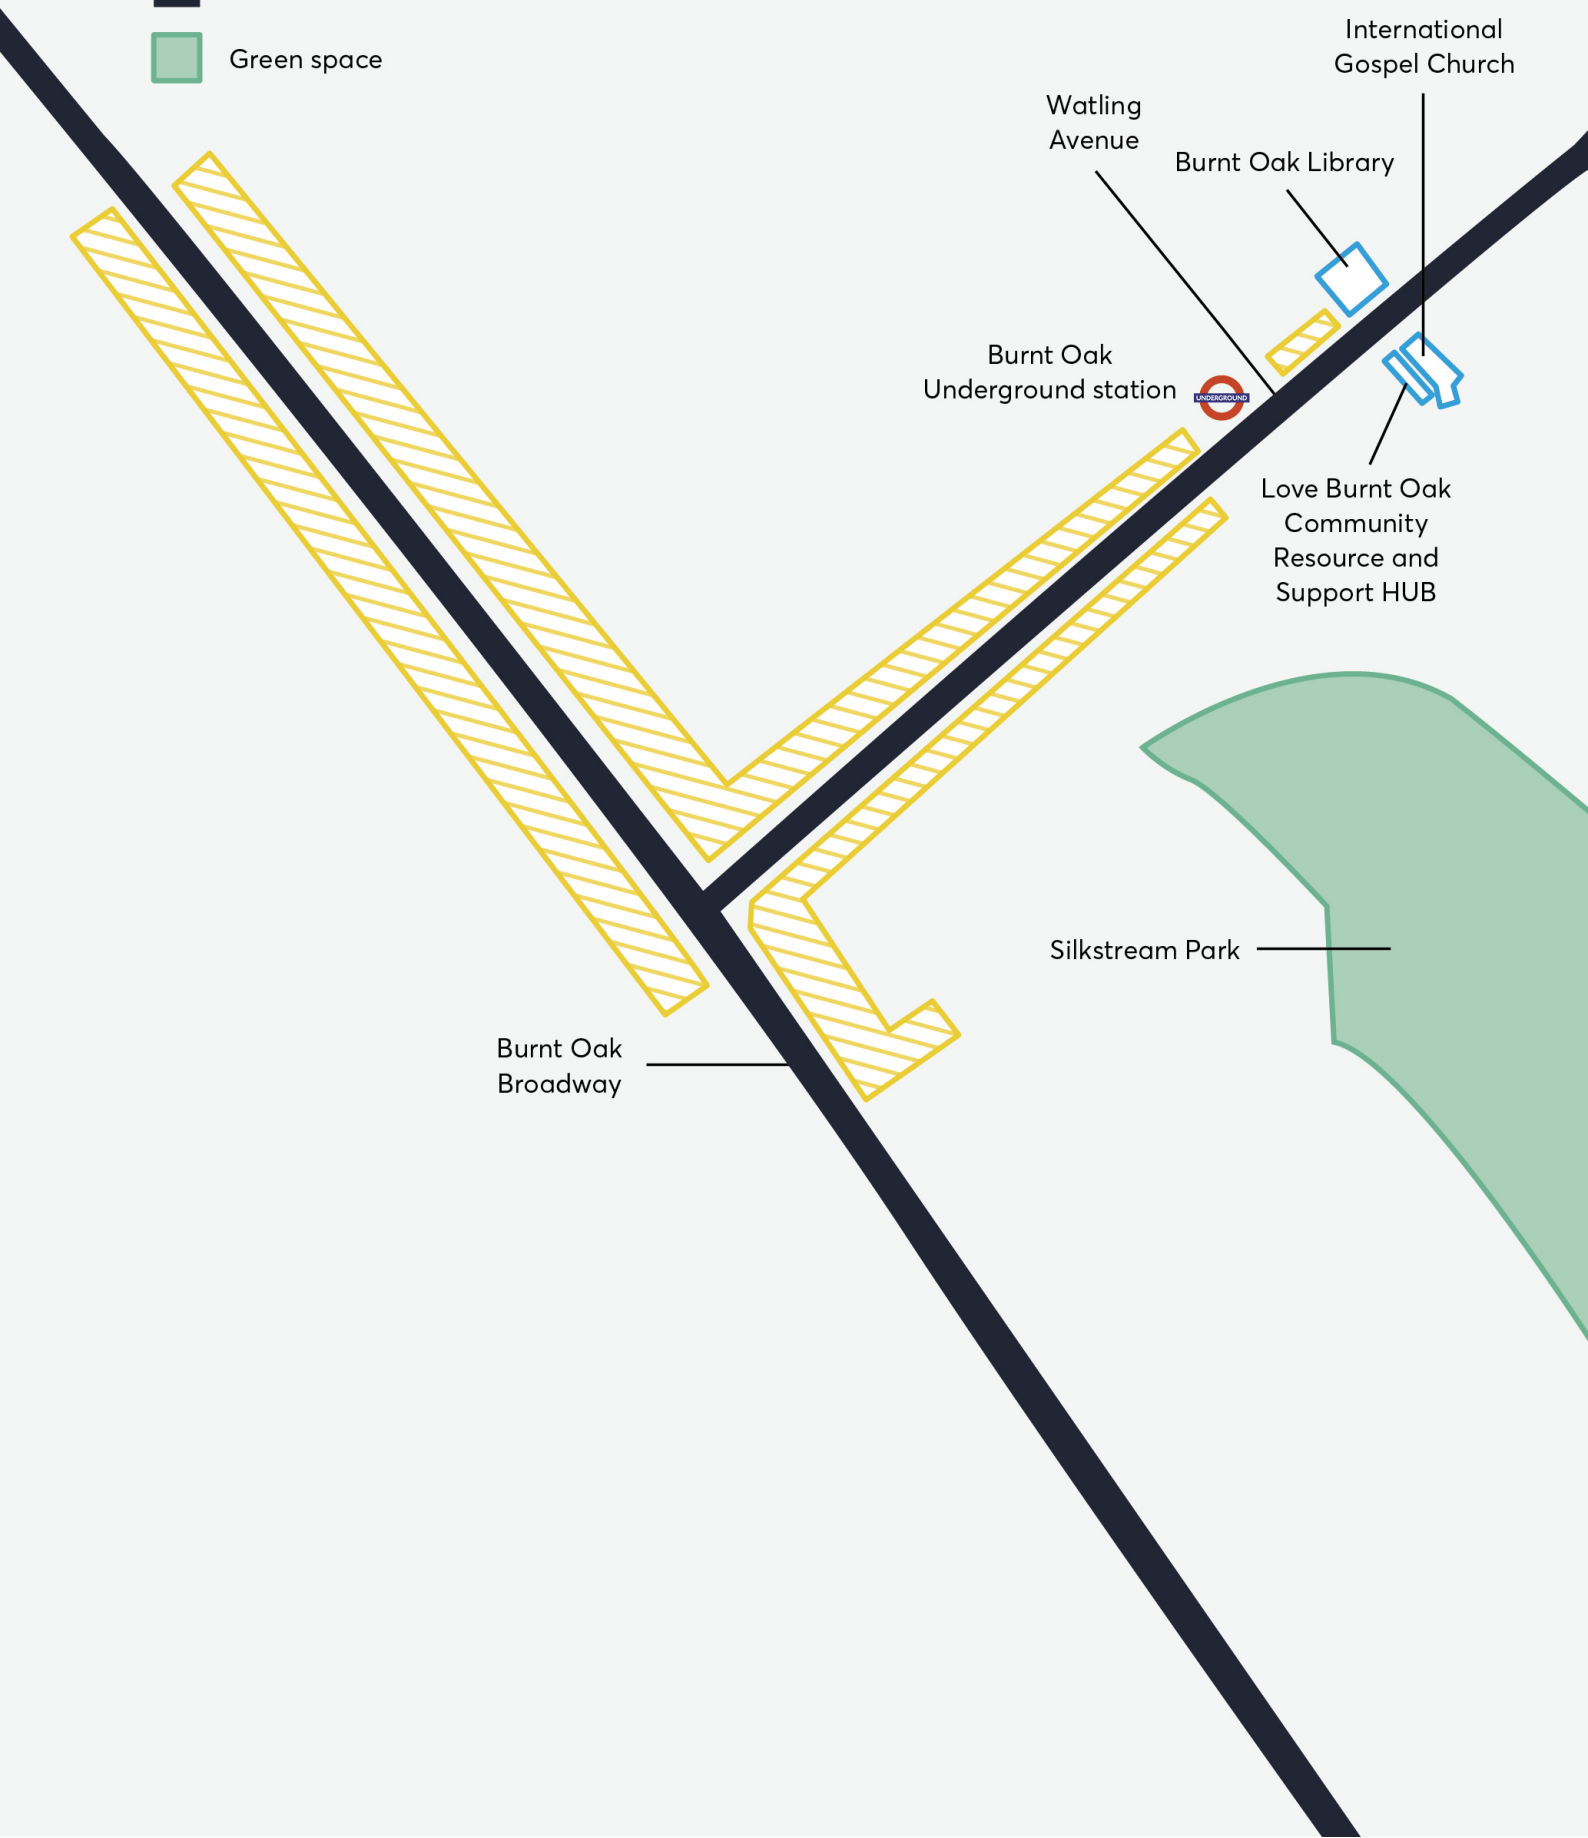 Green space
International
Gospel Church
Watling
Avenue
Burnt Oak Library
Burnt Oak
Underground station
UNDERGROUND
Love Burnt Oak
Community
Resource and
Support HUB
Silkstream Park
Burnt Oak
Broadway